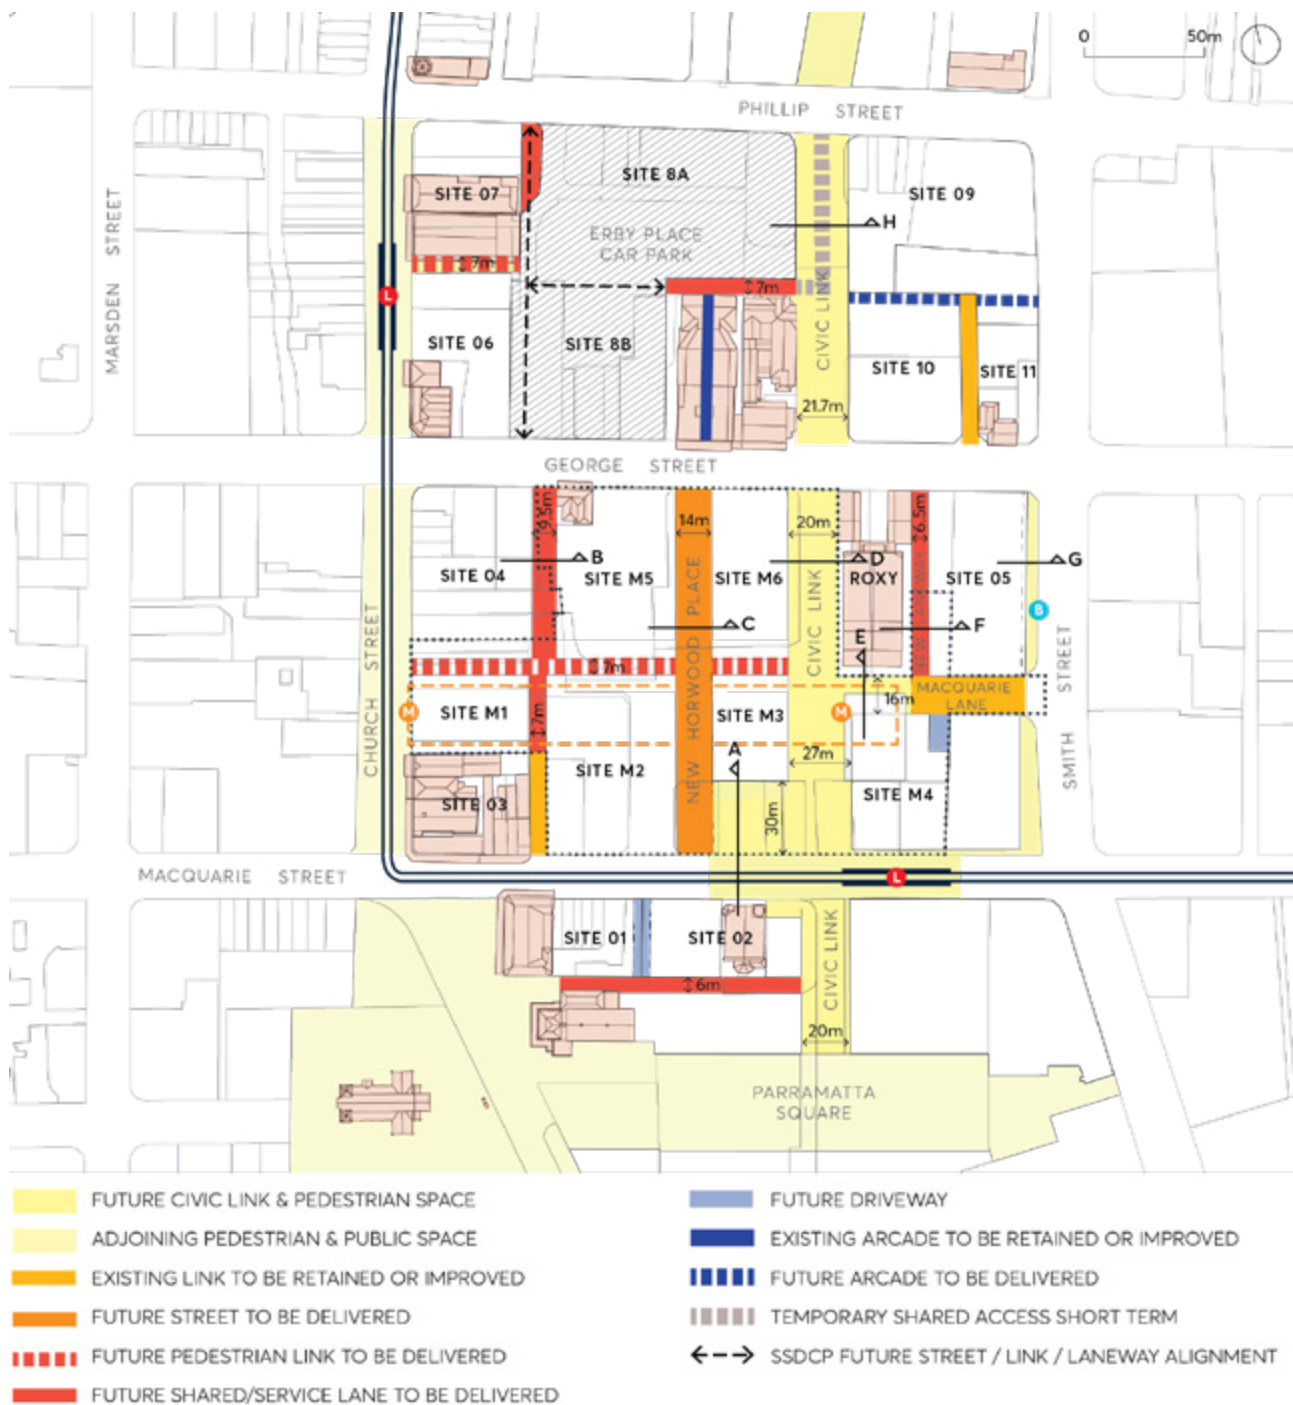 0 50m
PHILLIP STREET
SITE 8A
SITE 07
SITE 09
MARSDEN STREET
ERBY PLACE
CAR PARK
H
7m
7m
L
CIVIC LINK
SITE 06
SITE 8B
SITE 10
SITE 11
21.7m
GEORGE STREET
9.5m
14m
20m
6.5m
B
D
G
SITE 04
SITE M5
SITE M6
ROXY
SITE 05
B
C
E
F
NEW LANEWAY
CHURCH STREET
NEW HORWOOD PLACE
CIVIC LINK
SMITH STREET
7m
MACQUARIE
LANE
16m
M
SITE M1
7m
SITE M3
M
A
27m
SITE M2
SITE M4
SITE 03
30m
MACQUARIE STREET
L
SITE 01
SITE 02
CIVIC LINK
6m
20m
PARRAMATTA
SQUARE
FUTURE CIVIC LINK & PEDESTRIAN SPACE
ADJOINING PEDESTRIAN & PUBLIC SPACE
EXISTING LINK TO BE RETAINED OR IMPROVED
FUTURE STREET TO BE DELIVERED
FUTURE PEDESTRIAN LINK TO BE DELIVERED
FUTURE SHARED/SERVICE LANE TO BE DELIVERED
FUTURE DRIVEWAY
EXISTING ARCADE TO BE RETAINED OR IMPROVED
FUTURE ARCADE TO BE DELIVERED
TEMPORARY SHARED ACCESS SHORT TERM
SSDCP FUTURE STREET / LINK / LANEWAY ALIGNMENT